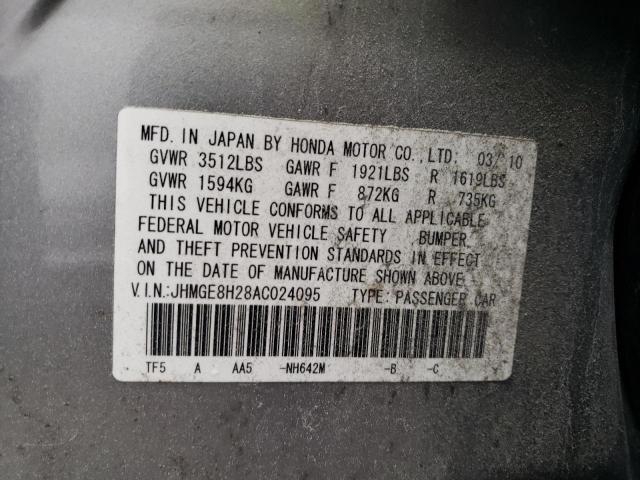 MFD. IN JAPAN BY HONDA MOTOR CO., LTD. 03/10
GVWR 3512LBS GAWR F 1921LBS R 1619LBS
GVWR 1594KG GAWR F 872KG R 735KG
THIS VEHICLE CONFORMS TO ALL APPLICABLE
FEDERAL MOTOR VEHICLE SAFETY BUMPER,
AND THEFT PREVENTION STANDARDS IN EFFECT
ON THE DATE OF MANUFACTURE SHOWN ABOVE
V.I.N.:JHMGE8H28AC024095 TYPE: PASSENGER CAR
TF5 A AA5 -NH642M -B -C